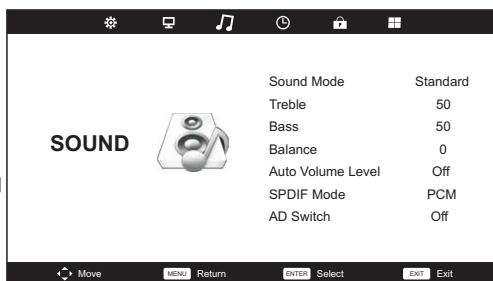 SOUND
Sound Mode Standard
Treble 50
Bass 50
Balance 0
Auto Volume Level Off
SPDIF Mode PCM
AD Switch Off
Move MENU Return ENTER Select EXIT Exit